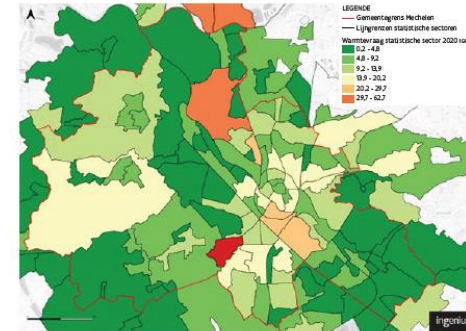 LEGENDE
Gemeentegrens Mechelen
Lijngrenzen statistische sectoren
Warmtevraag statistische sector 2020
0,2 - 4,8
4,8 - 9,2
9,2 - 13,9
13,9 - 20,2
20,2 - 29,7
29,7 - 62,7
ingeniu